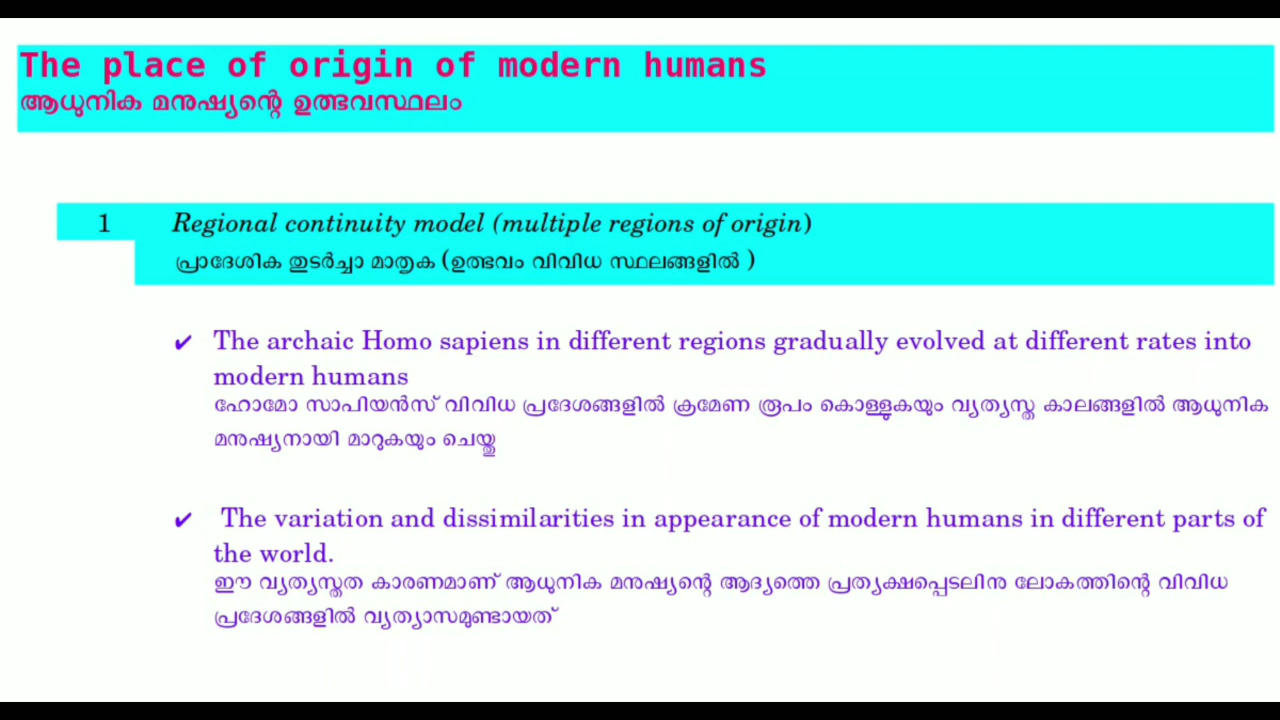 The place of origin of modern humans
ആധുനിക മനുഷ്യന്റെ ഉത്ഭവസ്ഥലം
1 Regional continuity model (multiple regions of origin)
പ്രാദേശിക തുടർച്ചാ മാതൃക (ഉത്ഭവം വിവിധ സ്ഥലങ്ങളിൽ )
✔ The archaic Homo sapiens in different regions gradually evolved at different rates into
modern humans
ഹോമോ സാപിയൻസ് വിവിധ പ്രദേശങ്ങളിൽ ക്രമേണ രൂപം കൊള്ളുകയും വ്യത്യസ്ത കാലങ്ങളിൽ ആധുനിക
മനുഷ്യനായി മാറുകയും ചെയ്തു
✔ The variation and dissimilarities in appearance of modern humans in different parts of
the world.
ഈ വ്യത്യസ്തത കാരണമാണ് ആധുനിക മനുഷ്യന്റെ ആദ്യത്തെ പ്രത്യക്ഷപ്പെടലിനു ലോകത്തിന്റെ വിവിധ
പ്രദേശങ്ങളിൽ വ്യത്യാസമുണ്ടായത്